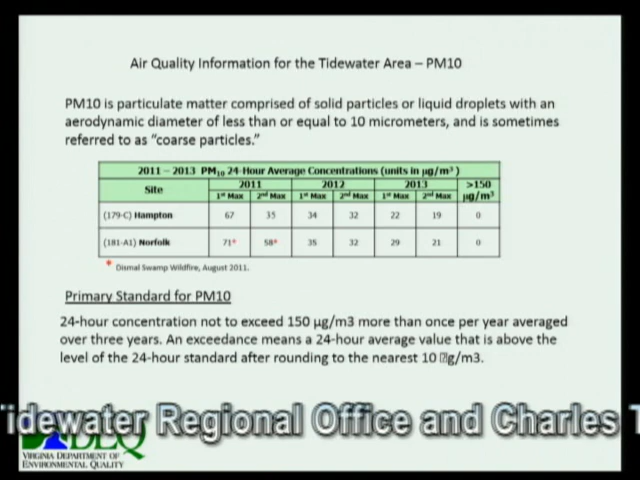 Air Quality Information for the Tidewater Area – PM10
PM10 is particulate matter comprised of solid particles or liquid droplets with an
aerodynamic diameter of less than or equal to 10 micrometers, and is sometimes
referred to as “coarse particles.”
2011 – 2013 PM10 24-Hour Average Concentrations (units in µg/m³ )
Site 2011 2012 2013 >150 µg/m³
1st Max 2nd Max 1st Max 2nd Max 1st Max 2nd Max
(179-C) Hampton 67 35 34 32 22 19 0
(181-A1) Norfolk 71* 58* 35 32 29 21 0
* Dismal Swamp Wildfire, August 2011.
Primary Standard for PM10
24-hour concentration not to exceed 150 µg/m3 more than once per year averaged
over three years. An exceedance means a 24-hour average value that is above the
level of the 24-hour standard after rounding to the nearest 10 g/m3.
Tidewater Regional Office and Charles T
DEQ
VIRGINIA DEPARTMENT OF
ENVIRONMENTAL QUALITY